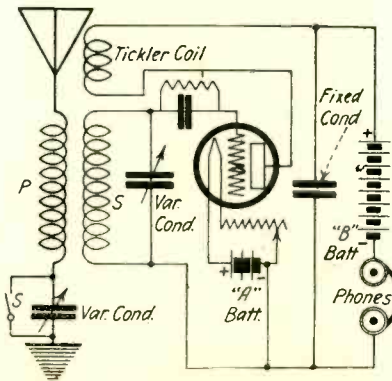 Tickler Coil
Fixed
Cond
P
S
Var.
Cond.
+
"B"
Batt
-
+
-
"A"
Batt.
Phones
S
Var. Cond.